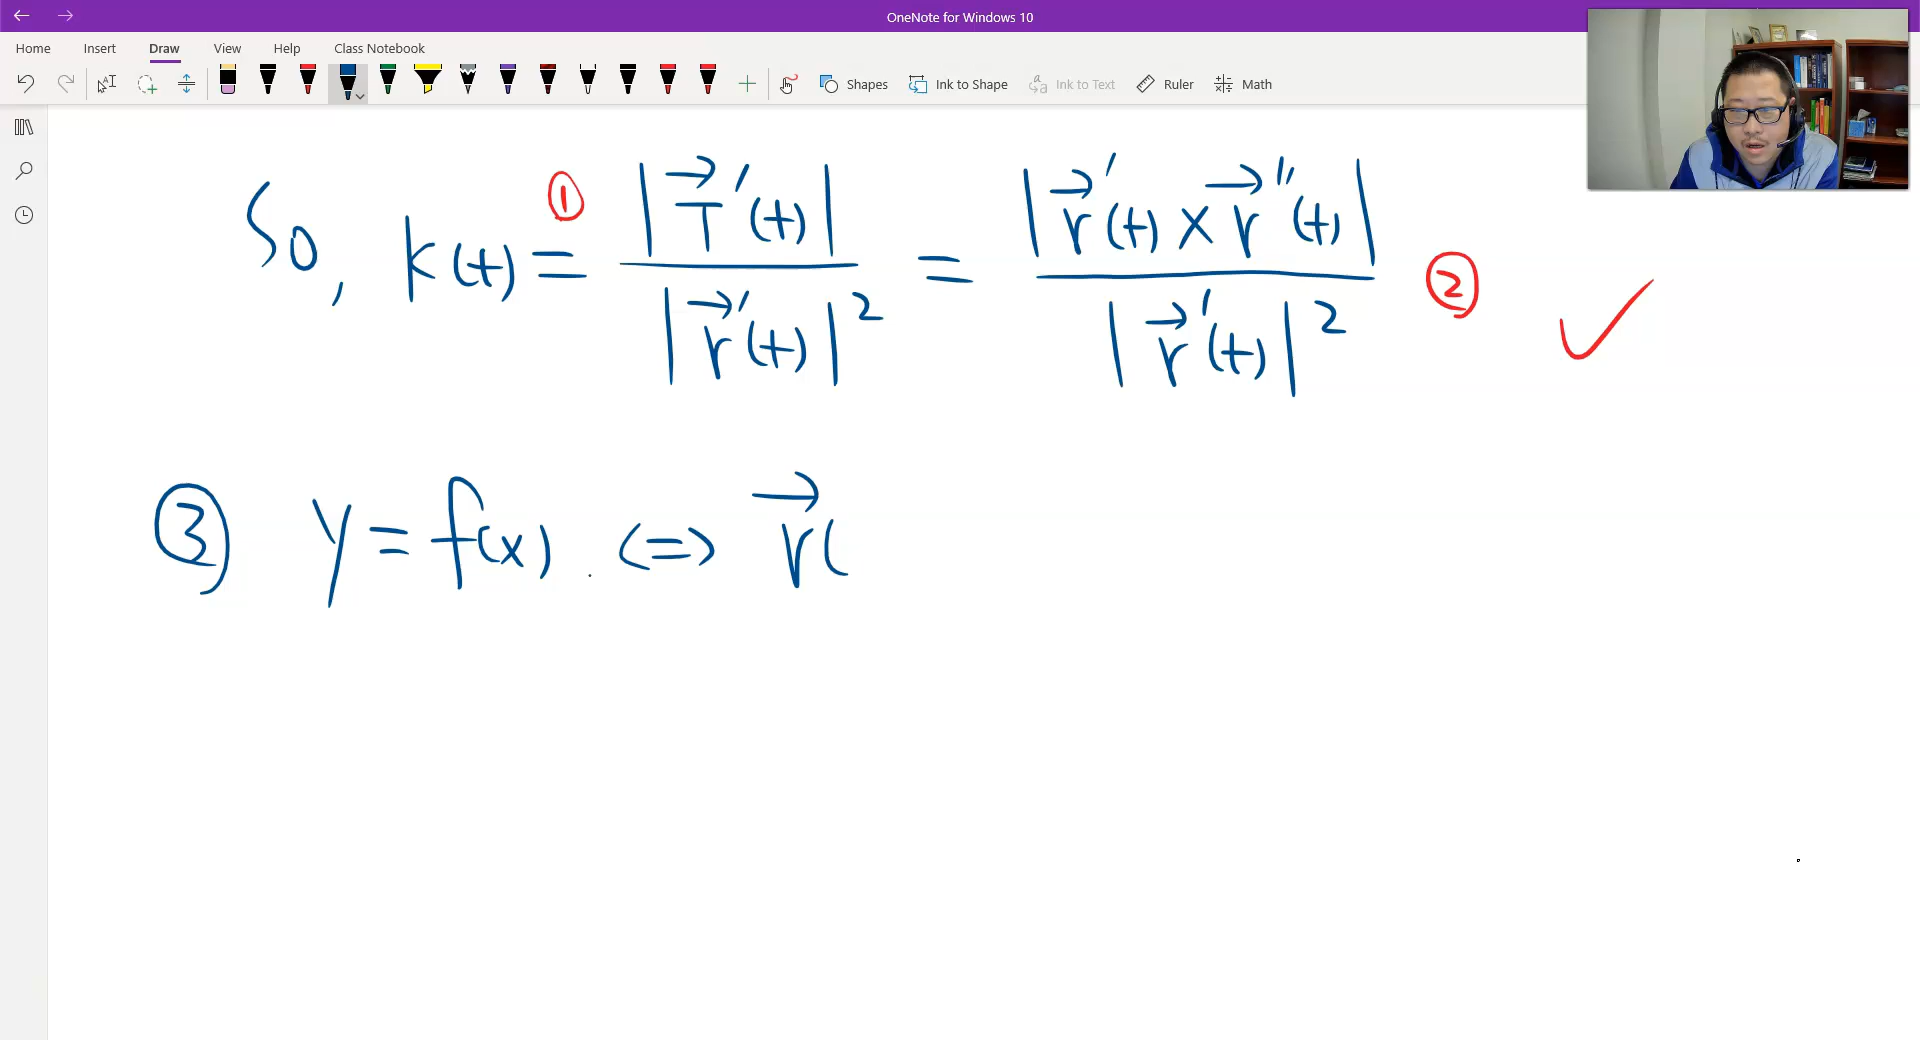 OneNote for Windows 10
Home Insert Draw View Help Class Notebook
Shapes Ink to Shape Ink to Text Ruler Math
So, k(t) = ① |T⃗'(t)| / |r⃗'(t)|² = |r⃗'(t) × r⃗''(t)| / |r⃗'(t)|² ② ✓
③ y = f(x). <=> r⃗(